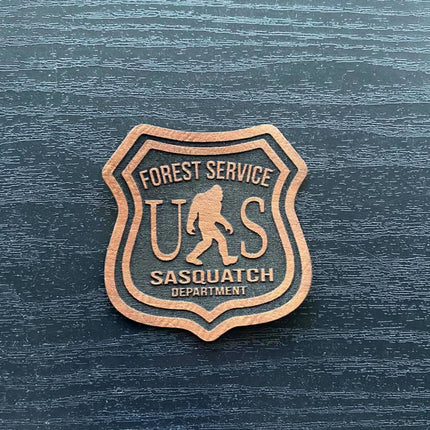 FOREST SERVICE
U S
SASQUATCH
DEPARTMENT